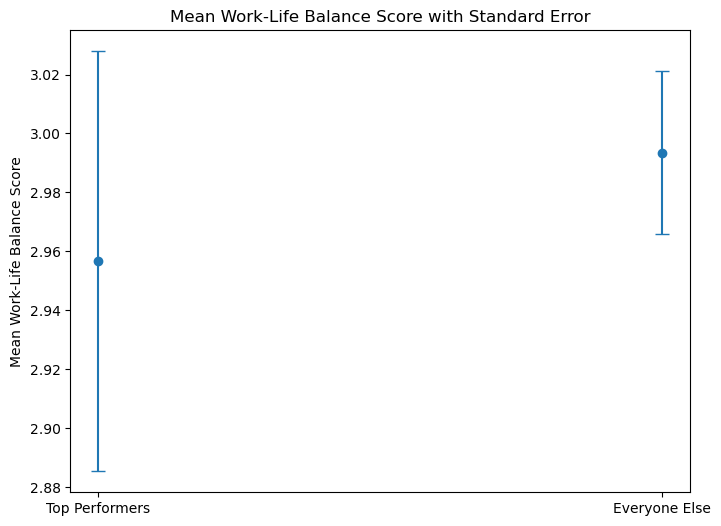 Mean Work-Life Balance Score with Standard Error
Mean Work-Life Balance Score
3.02
3.00
2.98
2.96
2.94
2.92
2.90
2.88
Top Performers
Everyone Else